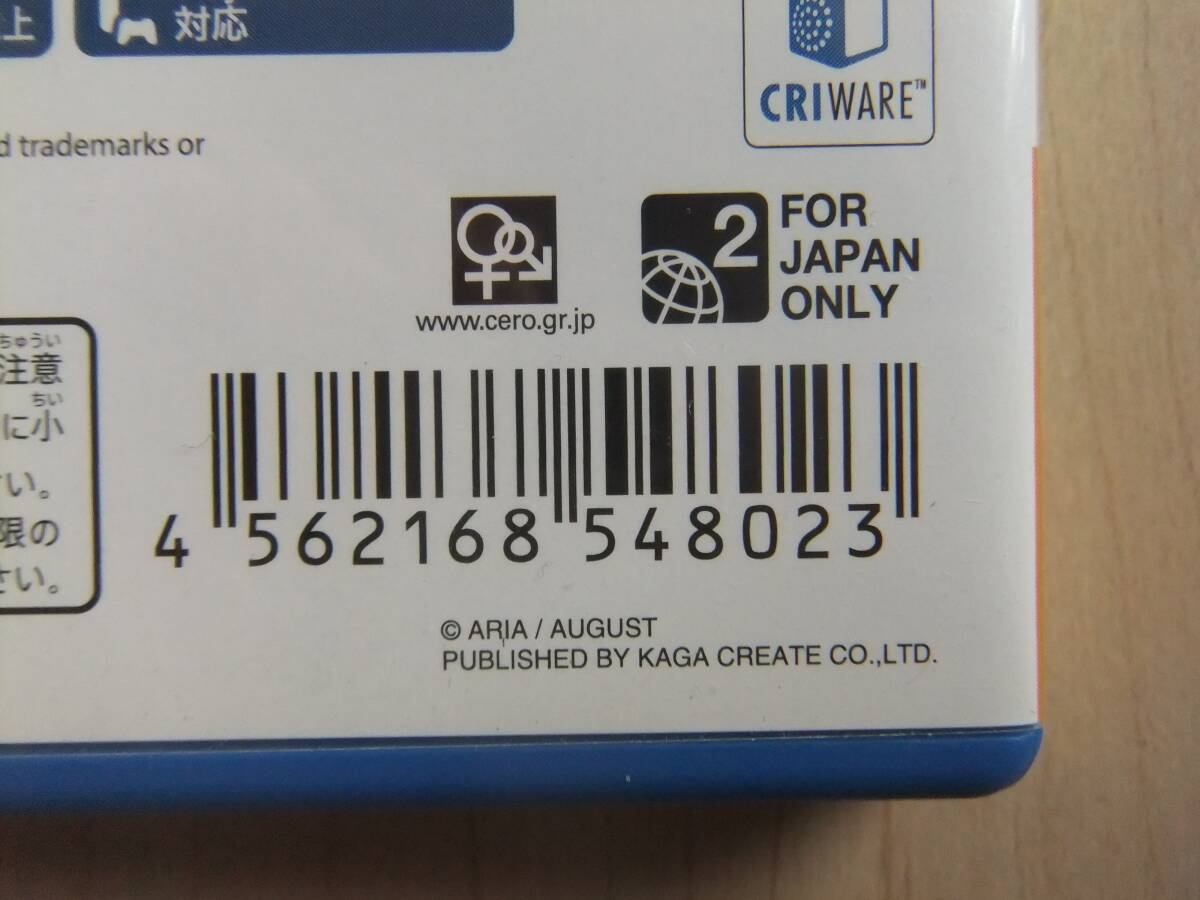 上
対応
CRIWARE™
d trademarks or
2
FOR
JAPAN
ONLY
www.cero.gr.jp
ちゅうい
注意
ちい
に小
い。
限の
さい。
4 562168 548023
© ARIA / AUGUST
PUBLISHED BY KAGA CREATE CO.,LTD.